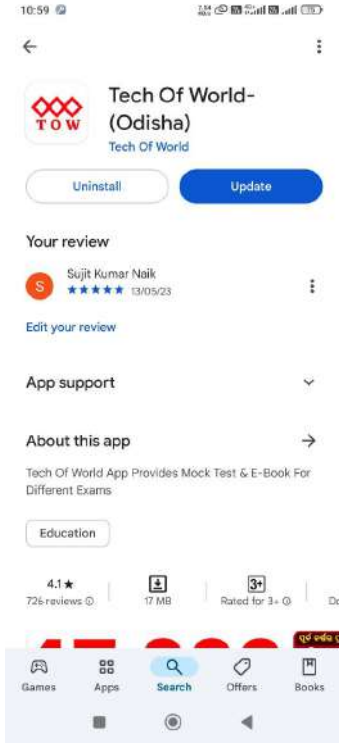 10:59
←
Tech Of World-
TOW
(Odisha)
Tech Of World
Uninstall
Update
Your review
S
Sujit Kumar Naik
★★★★★ 13/05/23
Edit your review
App support
About this app →
Tech Of World App Provides Mock Test & E-Book For
Different Exams
Education
4.1★
3+
726 reviews
17 MB
Rated for 3+
Games
Apps
Search
Offers
Books